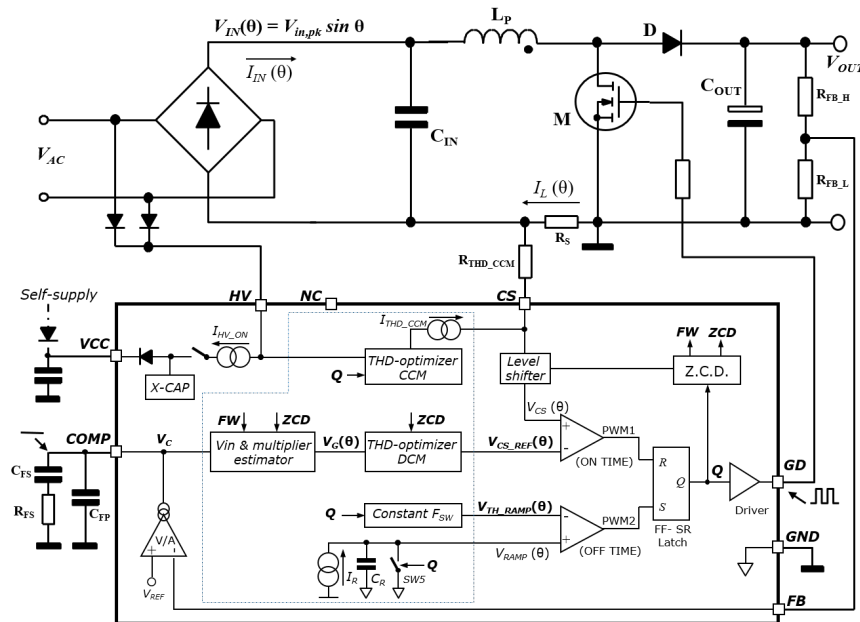 V_IN(θ) = V_in,pk sin θ
L_P
I_IN (θ)
D
V_OUT
C_OUT
R_FB_H
M
C_IN
V_AC
I_L (θ)
R_FB_L
R_S
R_THD_CCM
Self-supply
HV
NC
CS
I_THD_CCM
I_HV_ON
FW
ZCD
VCC
THD-optimizer
CCM
Q
Level
shifter
Z.C.D.
X-CAP
V_CS (θ)
FW
ZCD
ZCD
COMP
V_C
Vin & multiplier
estimator
V_G(θ)
THD-optimizer
DCM
V_CS_REF(θ)
+
-
PWM1
(ON TIME)
R
Q
S
Q
GD
C_FS
R_FS
C_FP
Q
Constant F_SW
V_TH_RAMP(θ)
-
+
PWM2
(OFF TIME)
FF- SR
Latch
Driver
V/A
+
-
I_R
C_R
SW5
Q
V_RAMP (θ)
GND
V_REF
FB